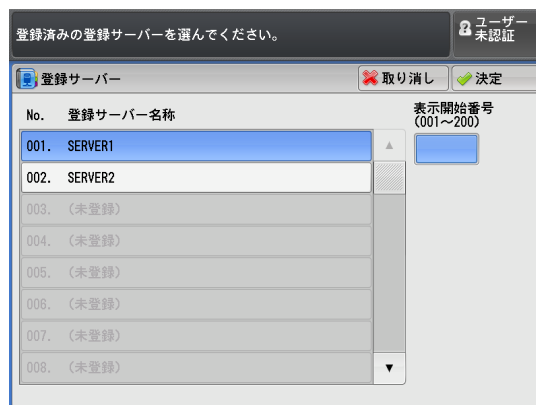 登録済みの登録サーバーを選んでください。
ユーザー
未認証
登録サーバー
取り消し
決定
No. 登録サーバー名称
表示開始番号
(001～200)
001. SERVER1
002. SERVER2
003. (未登録)
004. (未登録)
005. (未登録)
006. (未登録)
007. (未登録)
008. (未登録)